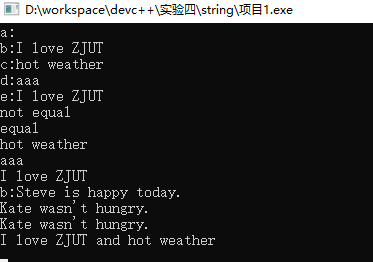 D:\workspace\devc++\实验四\string\项目1.exe
a:
b:I love ZJUT
c:hot weather
d:aaa
e:I love ZJUT
not equal
equal
hot weather
aaa
I love ZJUT
b:Steve is happy today.
Kate wasn't hungry.
Kate wasn't hungry.
I love ZJUT and hot weather